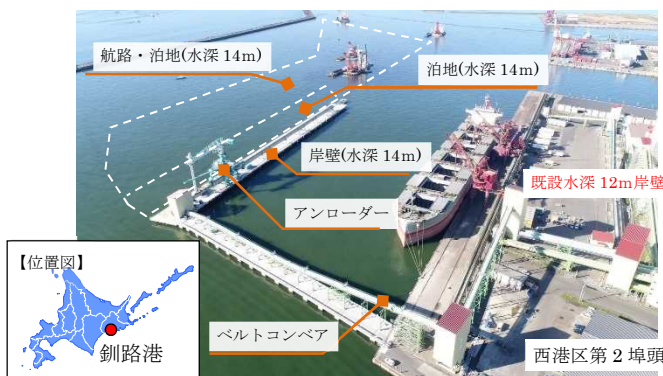 航路・泊地(水深 14m)
泊地(水深 14m)
岸壁(水深 14m)
既設水深 12m岸壁
アンローダー
【位置図】
釧路港
ベルトコンベア
西港区第 2 埠頭